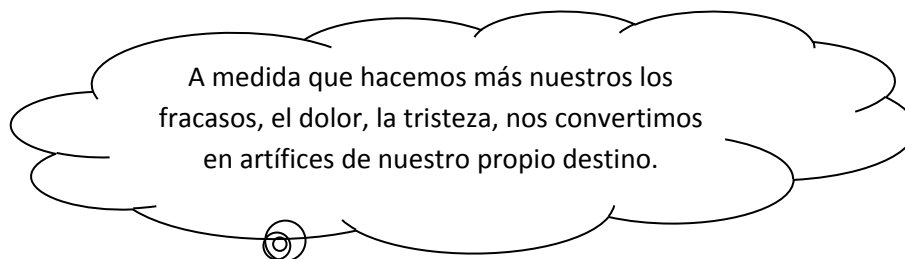 A medida que hacemos más nuestros los
fracasos, el dolor, la tristeza, nos convertimos
en artífices de nuestro propio destino.